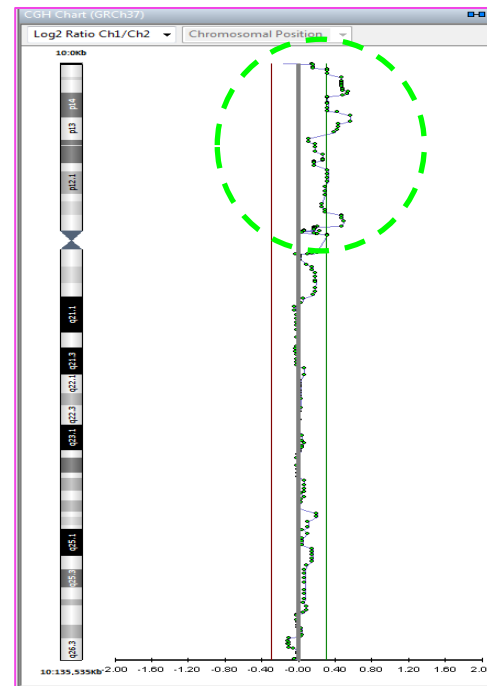 CGH Chart (GRCh37)
Log2 Ratio Ch1/Ch2 Chromosomal Position
10:0Kb
p14
p13
p12.1
q21.1
q21.3
q22.1
q22.3
q23.1
q25.1
q25.3
q26.3
10:135,535Kb -2.00 -1.60 -1.20 -0.80 -0.40 -0.00 0.40 0.80 1.20 1.60 2.0